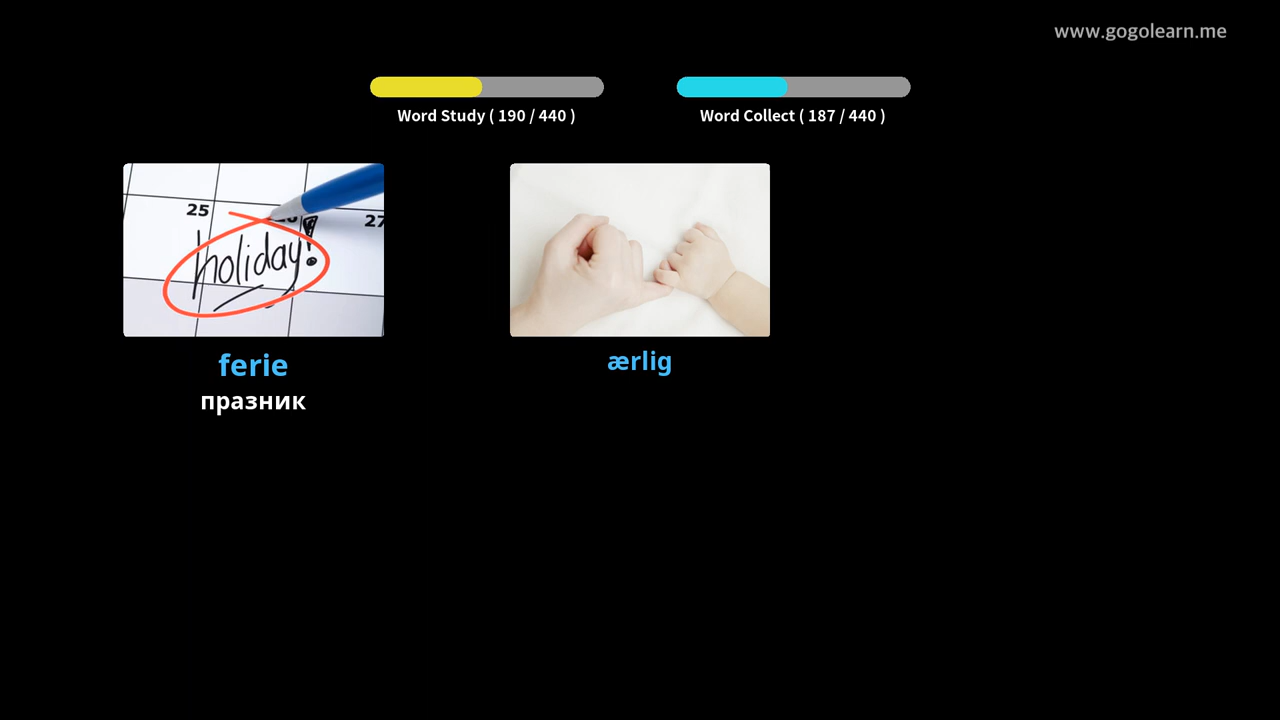 www.gogolearn.me
Word Study ( 190 / 440 )
Word Collect ( 187 / 440 )
25
27
holiday!
ferie
празник
ærlig